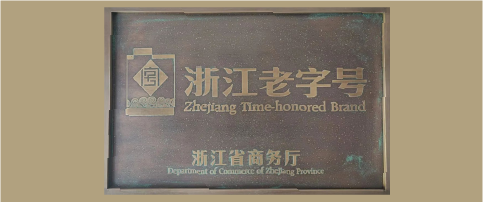 浙江老字号
Zhejiang Time-honored Brand
浙江省商务厅
Department of Commerce of Zhejiang Province